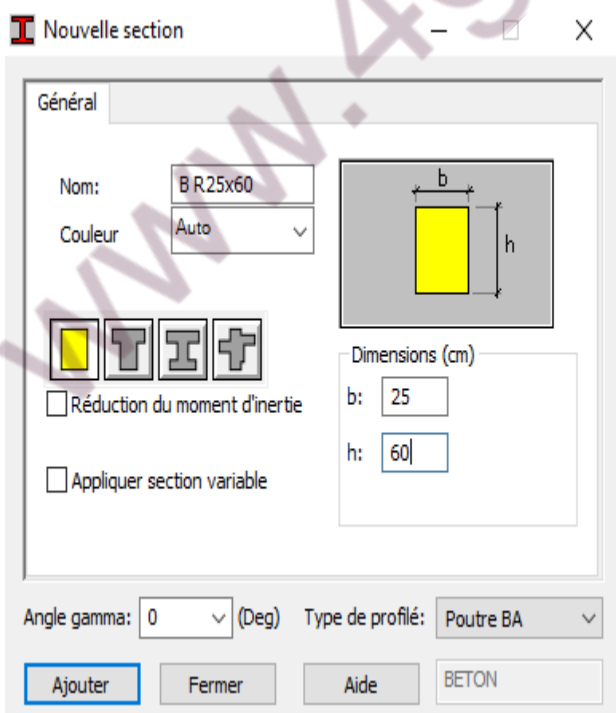 Nouvelle section
Général
Nom: B R25x60
Couleur Auto
b
h
Réduction du moment d'inertie
Appliquer section variable
Dimensions (cm)
b: 25
h: 60
Angle gamma: 0 (Deg) Type de profilé: Poutre BA
Ajouter Fermer Aide BETON